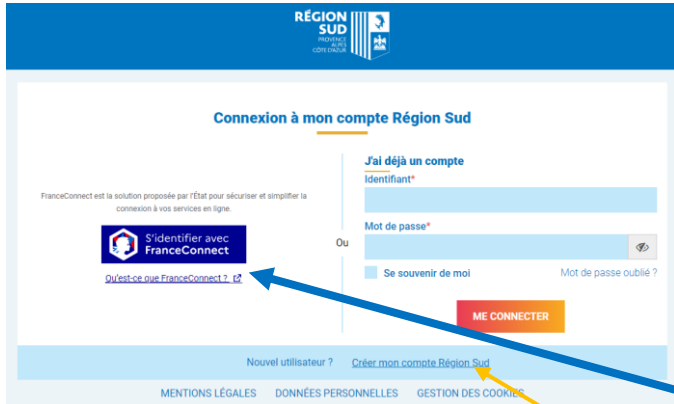 RÉGION
SUD
PROVENCE
ALPES
CÔTE D'AZUR
Connexion à mon compte Région Sud
FranceConnect est la solution proposée par l'État pour sécuriser et simplifier la
connexion à vos services en ligne.
S'identifier avec
FranceConnect
Qu'est-ce que FranceConnect ?
Ou
J'ai déjà un compte
Identifiant*
Mot de passe*
Se souvenir de moi
Mot de passe oublié ?
ME CONNECTER
Nouvel utilisateur ? Créer mon compte Région Sud
MENTIONS LÉGALES DONNÉES PERSONNELLES GESTION DES COOKIES